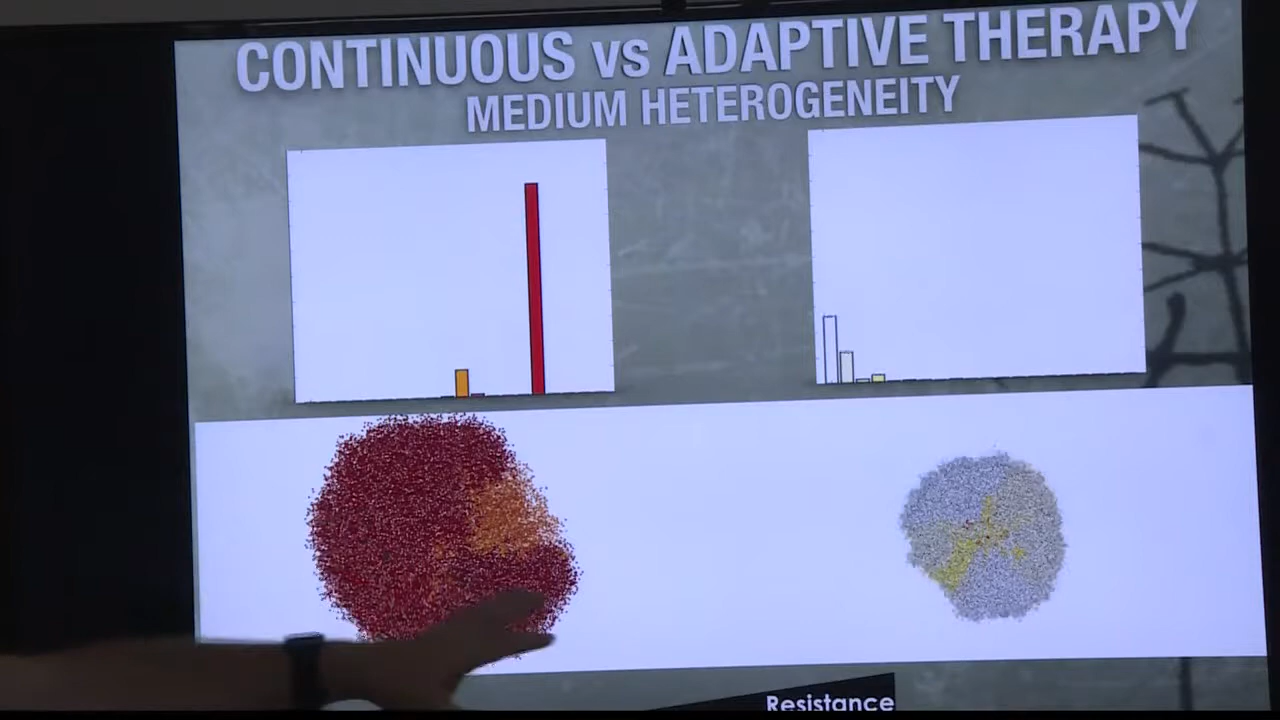 CONTINUOUS vs ADAPTIVE THERAPY
MEDIUM HETEROGENEITY
Resistance